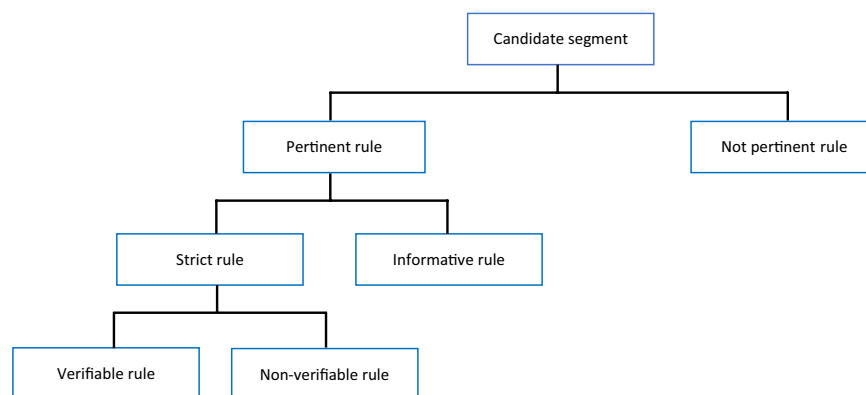 Candidate segment
Pertinent rule
Not pertinent rule
Strict rule
Informative rule
Verifiable rule
Non-verifiable rule